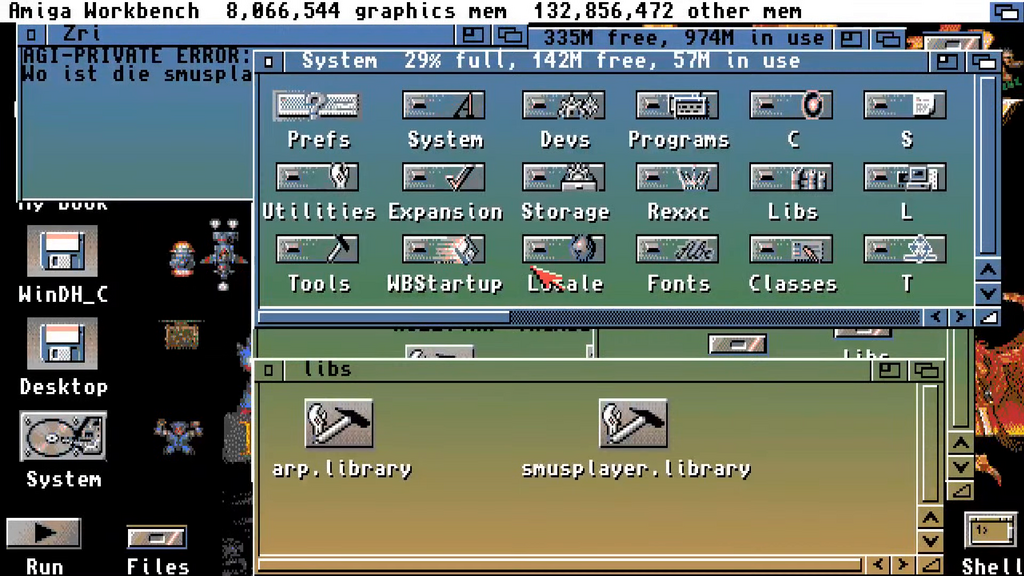 Amiga Workbench 8,066,544 graphics mem 132,856,472 other mem
Zri
335M free, 974M in use
AGI-PRIVATE ERROR:
Wo ist die smuspla
System 29% full, 142M free, 57M in use
Prefs System Devs Programs C S
Utilities Expansion Storage Rexxc Libs L
Tools WBStartup Locale Fonts Classes T
My Book
WinDH_C
Desktop
System
Run
Files
Libs
libs
arp.library smusplayer.library
1>
Shell